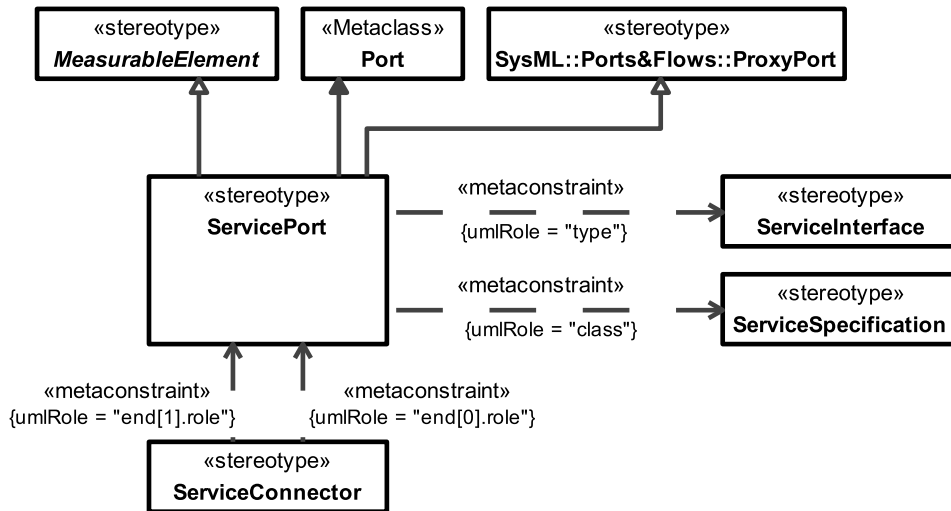 «stereotype»
MeasurableElement
«Metaclass»
Port
«stereotype»
SysML::Ports&Flows::ProxyPort
«stereotype»
ServicePort
«metaconstraint»
{umlRole = "type"}
«stereotype»
ServiceInterface
«metaconstraint»
{umlRole = "class"}
«stereotype»
ServiceSpecification
«metaconstraint»
{umlRole = "end[1].role"}
«metaconstraint»
{umlRole = "end[0].role"}
«stereotype»
ServiceConnector